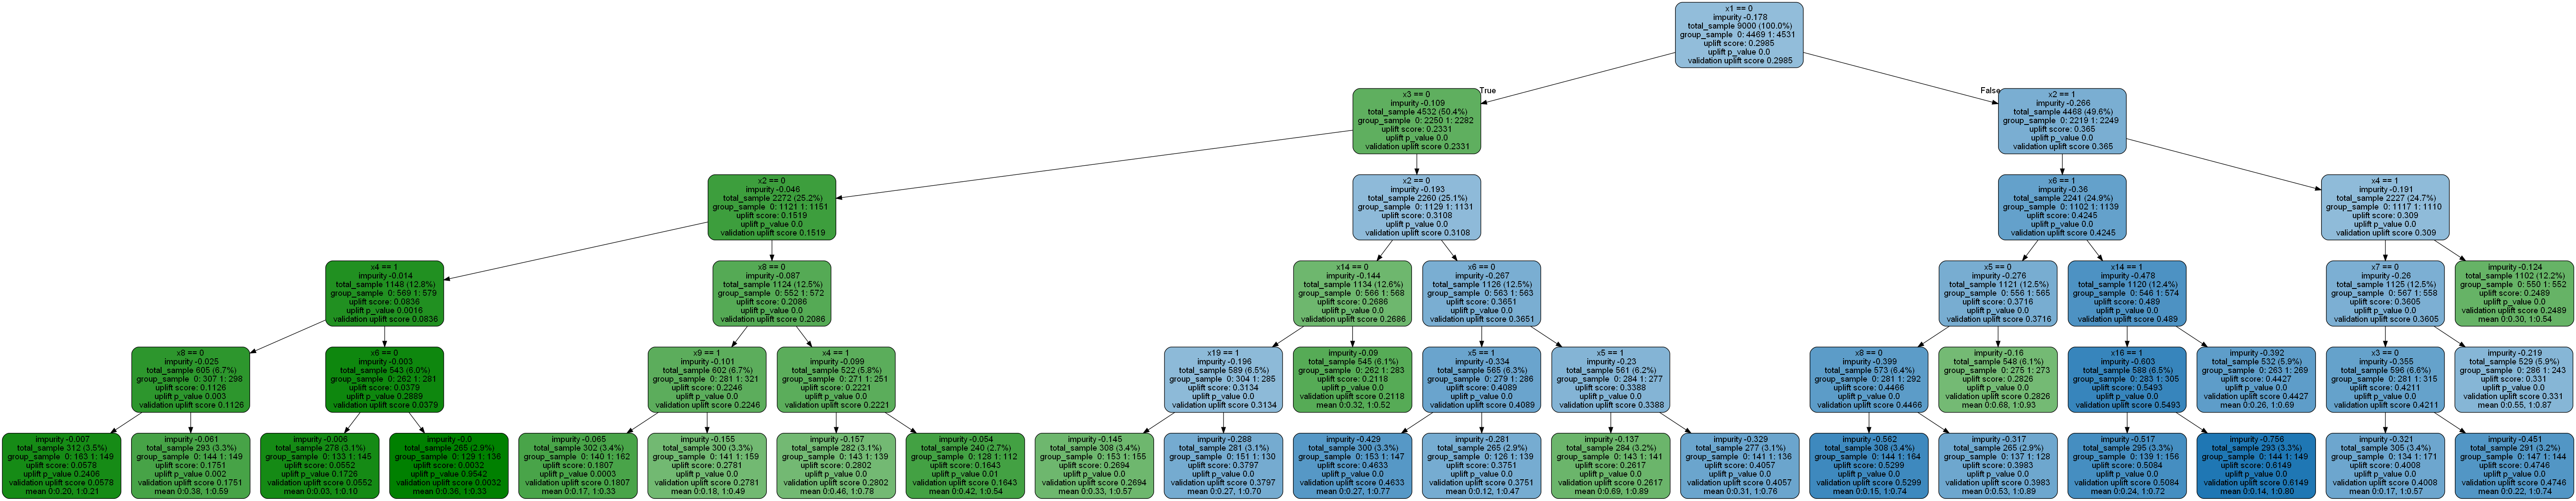 x1 == 0
impurity -0.178
total_sample 9000 (100.0%)
group_sample 0: 4469 1: 4531
uplift score: 0.2985
uplift p_value 0.0
validation uplift score 0.2985
True
False
x3 == 0
impurity -0.109
total_sample 4532 (50.4%)
group_sample 0: 2250 1: 2282
uplift score: 0.2331
uplift p_value 0.0
validation uplift score 0.2331
x2 == 1
impurity -0.266
total_sample 4468 (49.6%)
group_sample 0: 2219 1: 2249
uplift score: 0.365
uplift p_value 0.0
validation uplift score 0.365
x2 == 0
impurity -0.046
total_sample 2272 (25.2%)
group_sample 0: 1121 1: 1151
uplift score: 0.1519
uplift p_value 0.0
validation uplift score 0.1519
x2 == 0
impurity -0.193
total_sample 2260 (25.1%)
group_sample 0: 1129 1: 1131
uplift score: 0.3108
uplift p_value 0.0
validation uplift score 0.3108
x6 == 1
impurity -0.36
total_sample 2241 (24.9%)
group_sample 0: 1102 1: 1139
uplift score: 0.4245
uplift p_value 0.0
validation uplift score 0.4245
x4 == 1
impurity -0.191
total_sample 2227 (24.7%)
group_sample 0: 1117 1: 1110
uplift score: 0.309
uplift p_value 0.0
validation uplift score 0.309
x4 == 1
impurity -0.014
total_sample 1148 (12.8%)
group_sample 0: 569 1: 579
uplift score: 0.0836
uplift p_value 0.0016
validation uplift score 0.0836
x8 == 0
impurity -0.087
total_sample 1124 (12.5%)
group_sample 0: 552 1: 572
uplift score: 0.2086
uplift p_value 0.0
validation uplift score 0.2086
x14 == 0
impurity -0.144
total_sample 1134 (12.6%)
group_sample 0: 566 1: 568
uplift score: 0.2686
uplift p_value 0.0
validation uplift score 0.2686
x6 == 0
impurity -0.267
total_sample 1126 (12.5%)
group_sample 0: 563 1: 563
uplift score: 0.3651
uplift p_value 0.0
validation uplift score 0.3651
x5 == 0
impurity -0.276
total_sample 1121 (12.5%)
group_sample 0: 556 1: 565
uplift score: 0.3716
uplift p_value 0.0
validation uplift score 0.3716
x14 == 1
impurity -0.478
total_sample 1120 (12.4%)
group_sample 0: 546 1: 574
uplift score: 0.489
uplift p_value 0.0
validation uplift score 0.489
x7 == 0
impurity -0.26
total_sample 1125 (12.5%)
group_sample 0: 567 1: 558
uplift score: 0.3605
uplift p_value 0.0
validation uplift score 0.3605
impurity -0.124
total_sample 1102 (12.2%)
group_sample 0: 550 1: 552
uplift score: 0.2489
uplift p_value 0.0
validation uplift score 0.2489
mean 0:0.30, 1:0.54
x8 == 0
impurity -0.025
total_sample 605 (6.7%)
group_sample 0: 307 1: 298
uplift score: 0.1126
uplift p_value 0.003
validation uplift score 0.1126
x6 == 0
impurity -0.003
total_sample 543 (6.0%)
group_sample 0: 262 1: 281
uplift score: 0.0379
uplift p_value 0.2889
validation uplift score 0.0379
x9 == 1
impurity -0.101
total_sample 602 (6.7%)
group_sample 0: 281 1: 321
uplift score: 0.2246
uplift p_value 0.0
validation uplift score 0.2246
x4 == 1
impurity -0.099
total_sample 522 (5.8%)
group_sample 0: 271 1: 251
uplift score: 0.2221
uplift p_value 0.0
validation uplift score 0.2221
x19 == 1
impurity -0.196
total_sample 589 (6.5%)
group_sample 0: 304 1: 285
uplift score: 0.3134
uplift p_value 0.0
validation uplift score 0.3134
impurity -0.09
total_sample 545 (6.1%)
group_sample 0: 262 1: 283
uplift score: 0.2118
uplift p_value 0.0
validation uplift score 0.2118
mean 0:0.32, 1:0.52
x5 == 1
impurity -0.334
total_sample 565 (6.3%)
group_sample 0: 279 1: 286
uplift score: 0.4089
uplift p_value 0.0
validation uplift score 0.4089
x5 == 1
impurity -0.23
total_sample 561 (6.2%)
group_sample 0: 284 1: 277
uplift score: 0.3388
uplift p_value 0.0
validation uplift score 0.3388
x8 == 0
impurity -0.399
total_sample 573 (6.4%)
group_sample 0: 281 1: 292
uplift score: 0.4466
uplift p_value 0.0
validation uplift score 0.4466
impurity -0.16
total_sample 548 (6.1%)
group_sample 0: 275 1: 273
uplift score: 0.2826
uplift p_value 0.0
validation uplift score 0.2826
mean 0:0.68, 1:0.93
x16 == 1
impurity -0.603
total_sample 588 (6.5%)
group_sample 0: 283 1: 305
uplift score: 0.5493
uplift p_value 0.0
validation uplift score 0.5493
impurity -0.392
total_sample 532 (5.9%)
group_sample 0: 263 1: 269
uplift score: 0.4427
uplift p_value 0.0
validation uplift score 0.4427
mean 0:0.26, 1:0.69
x3 == 0
impurity -0.355
total_sample 596 (6.6%)
group_sample 0: 281 1: 315
uplift score: 0.4211
uplift p_value 0.0
validation uplift score 0.4211
impurity -0.219
total_sample 529 (5.9%)
group_sample 0: 286 1: 243
uplift score: 0.331
uplift p_value 0.0
validation uplift score 0.331
mean 0:0.55, 1:0.87
impurity -0.007
total_sample 312 (3.5%)
group_sample 0: 163 1: 149
uplift score: 0.0578
uplift p_value 0.2406
validation uplift score 0.0578
mean 0:0.20, 1:0.21
impurity -0.061
total_sample 293 (3.3%)
group_sample 0: 144 1: 149
uplift score: 0.1751
uplift p_value 0.002
validation uplift score 0.1751
mean 0:0.38, 1:0.59
impurity -0.006
total_sample 278 (3.1%)
group_sample 0: 133 1: 145
uplift score: 0.0552
uplift p_value 0.1726
validation uplift score 0.0552
mean 0:0.03, 1:0.10
impurity -0.0
total_sample 265 (2.9%)
group_sample 0: 129 1: 136
uplift score: 0.0032
uplift p_value 0.9542
validation uplift score 0.0032
mean 0:0.36, 1:0.33
impurity -0.065
total_sample 302 (3.4%)
group_sample 0: 140 1: 162
uplift score: 0.1807
uplift p_value 0.0003
validation uplift score 0.1807
mean 0:0.17, 1:0.33
impurity -0.155
total_sample 300 (3.3%)
group_sample 0: 141 1: 159
uplift score: 0.2781
uplift p_value 0.0
validation uplift score 0.2781
mean 0:0.18, 1:0.49
impurity -0.157
total_sample 282 (3.1%)
group_sample 0: 143 1: 139
uplift score: 0.2802
uplift p_value 0.0
validation uplift score 0.2802
mean 0:0.46, 1:0.78
impurity -0.054
total_sample 240 (2.7%)
group_sample 0: 128 1: 112
uplift score: 0.1643
uplift p_value 0.01
validation uplift score 0.1643
mean 0:0.42, 1:0.54
impurity -0.145
total_sample 308 (3.4%)
group_sample 0: 153 1: 155
uplift score: 0.2694
uplift p_value 0.0
validation uplift score 0.2694
mean 0:0.33, 1:0.57
impurity -0.288
total_sample 281 (3.1%)
group_sample 0: 151 1: 130
uplift score: 0.3797
uplift p_value 0.0
validation uplift score 0.3797
mean 0:0.27, 1:0.70
impurity -0.429
total_sample 300 (3.3%)
group_sample 0: 153 1: 147
uplift score: 0.4633
uplift p_value 0.0
validation uplift score 0.4633
mean 0:0.27, 1:0.77
impurity -0.281
total_sample 265 (2.9%)
group_sample 0: 126 1: 139
uplift score: 0.3751
uplift p_value 0.0
validation uplift score 0.3751
mean 0:0.12, 1:0.47
impurity -0.137
total_sample 284 (3.2%)
group_sample 0: 143 1: 141
uplift score: 0.2617
uplift p_value 0.0
validation uplift score 0.2617
mean 0:0.69, 1:0.89
impurity -0.329
total_sample 277 (3.1%)
group_sample 0: 141 1: 136
uplift score: 0.4057
uplift p_value 0.0
validation uplift score 0.4057
mean 0:0.31, 1:0.76
impurity -0.562
total_sample 308 (3.4%)
group_sample 0: 144 1: 164
uplift score: 0.5299
uplift p_value 0.0
validation uplift score 0.5299
mean 0:0.15, 1:0.74
impurity -0.317
total_sample 265 (2.9%)
group_sample 0: 137 1: 128
uplift score: 0.3983
uplift p_value 0.0
validation uplift score 0.3983
mean 0:0.53, 1:0.89
impurity -0.517
total_sample 295 (3.3%)
group_sample 0: 139 1: 156
uplift score: 0.5084
uplift p_value 0.0
validation uplift score 0.5084
mean 0:0.24, 1:0.72
impurity -0.756
total_sample 293 (3.3%)
group_sample 0: 144 1: 149
uplift score: 0.6149
uplift p_value 0.0
validation uplift score 0.6149
mean 0:0.14, 1:0.80
impurity -0.321
total_sample 305 (3.4%)
group_sample 0: 134 1: 171
uplift score: 0.4008
uplift p_value 0.0
validation uplift score 0.4008
mean 0:0.17, 1:0.57
impurity -0.451
total_sample 291 (3.2%)
group_sample 0: 147 1: 144
uplift score: 0.4746
uplift p_value 0.0
validation uplift score 0.4746
mean 0:0.22, 1:0.74